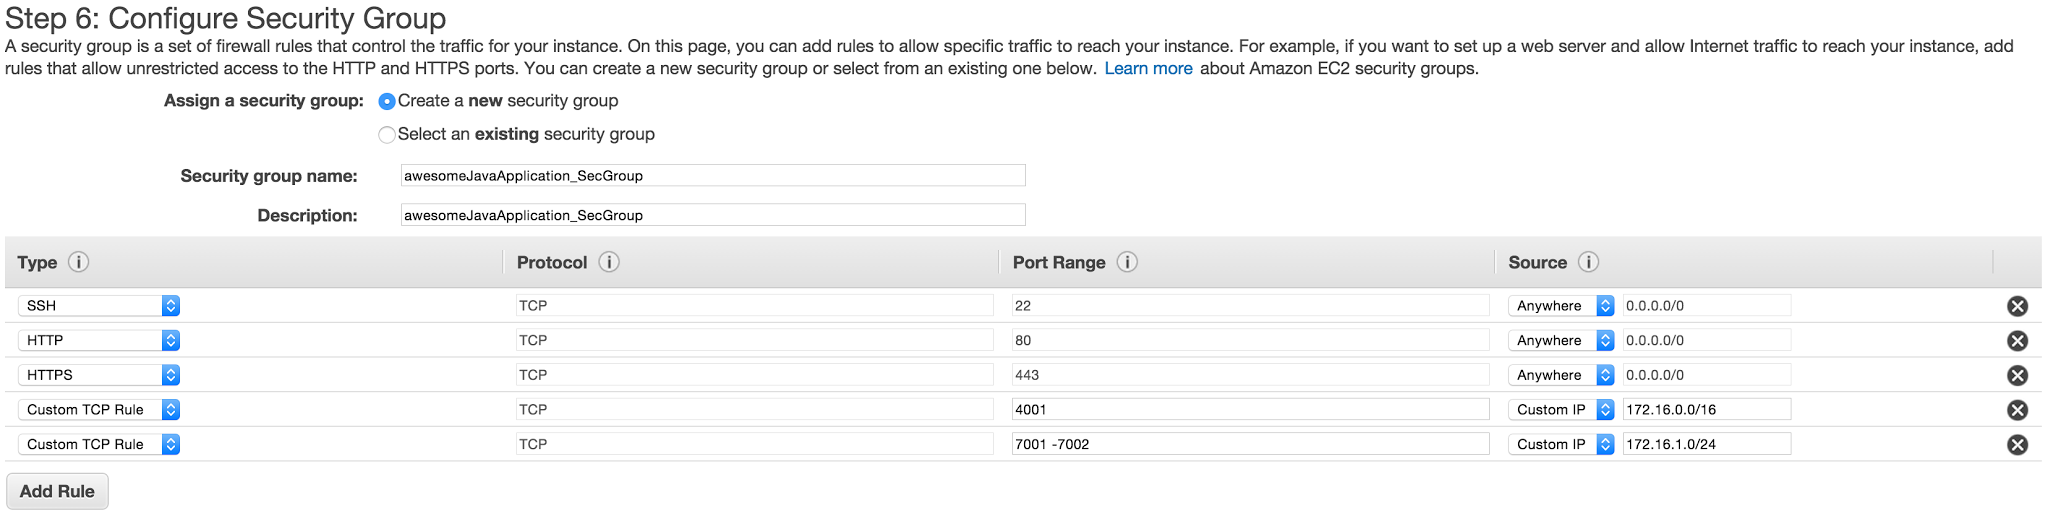 Step 6: Configure Security Group
A security group is a set of firewall rules that control the traffic for your instance. On this page, you can add rules to allow specific traffic to reach your instance. For example, if you want to set up a web server and allow Internet traffic to reach your instance, add
rules that allow unrestricted access to the HTTP and HTTPS ports. You can create a new security group or select from an existing one below. Learn more about Amazon EC2 security groups.
Assign a security group: Create a new security group
Select an existing security group
Security group name: awesomeJavaApplication_SecGroup
Description: awesomeJavaApplication_SecGroup
Type i Protocol i Port Range i Source i
SSH TCP 22 Anywhere 0.0.0.0/0
HTTP TCP 80 Anywhere 0.0.0.0/0
HTTPS TCP 443 Anywhere 0.0.0.0/0
Custom TCP Rule TCP 4001 Custom IP 172.16.0.0/16
Custom TCP Rule TCP 7001 -7002 Custom IP 172.16.1.0/24
Add Rule